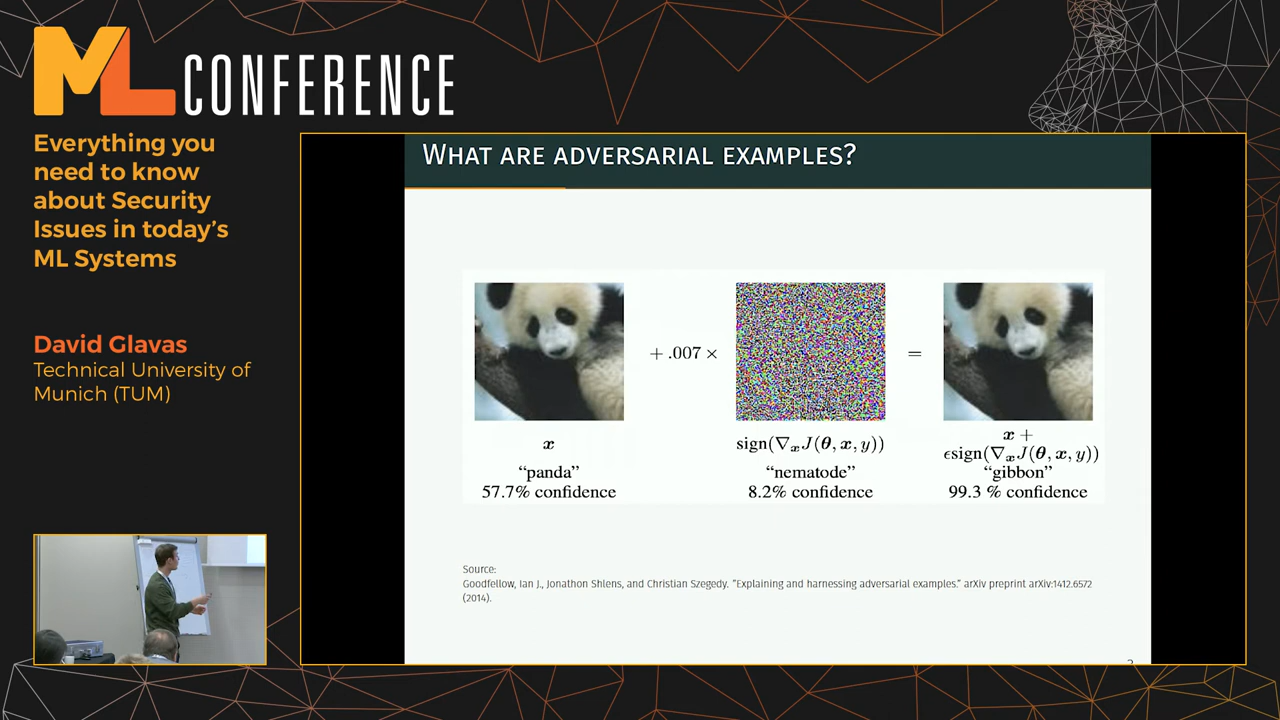 ML CONFERENCE
Everything you
need to know
about Security
Issues in today's
ML Systems
David Glavas
Technical University of
Munich (TUM)
WHAT ARE ADVERSARIAL EXAMPLES?
+ .007 ×
=
x
sign(∇ₓJ(θ, x, y))
x +
ϵsign(∇ₓJ(θ, x, y))
“panda”
“nematode”
“gibbon”
57.7% confidence
8.2% confidence
99.3 % confidence
Source:
Goodfellow, Ian J., Jonathon Shlens, and Christian Szegedy. "Explaining and harnessing adversarial examples." arXiv preprint arXiv:1412.6572
(2014).